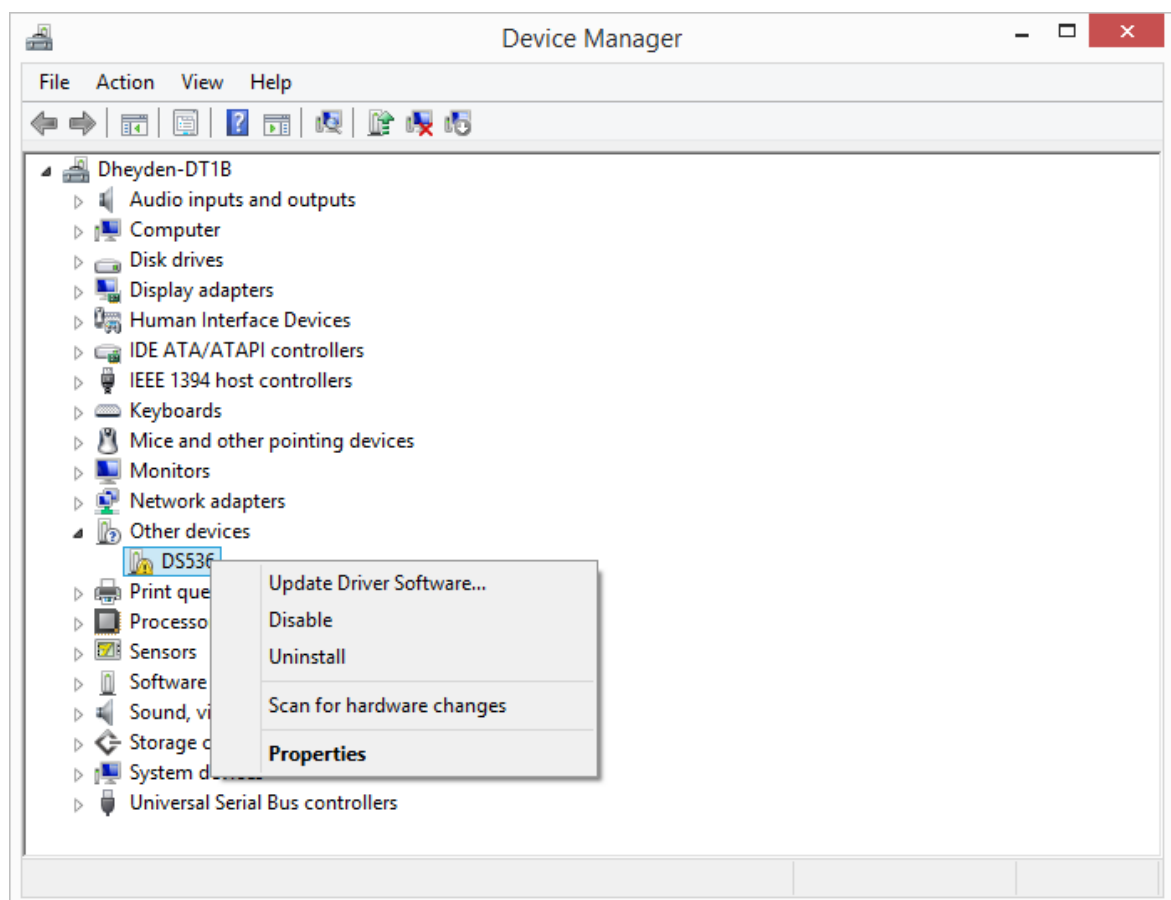 Device Manager
File Action View Help
Dheyden-DT1B
Audio inputs and outputs
Computer
Disk drives
Display adapters
Human Interface Devices
IDE ATA/ATAPI controllers
IEEE 1394 host controllers
Keyboards
Mice and other pointing devices
Monitors
Network adapters
Other devices
DS536
Print que
Processo
Sensors
Software
Sound, vi
Storage c
System d
Universal Serial Bus controllers
Update Driver Software...
Disable
Uninstall
Scan for hardware changes
Properties